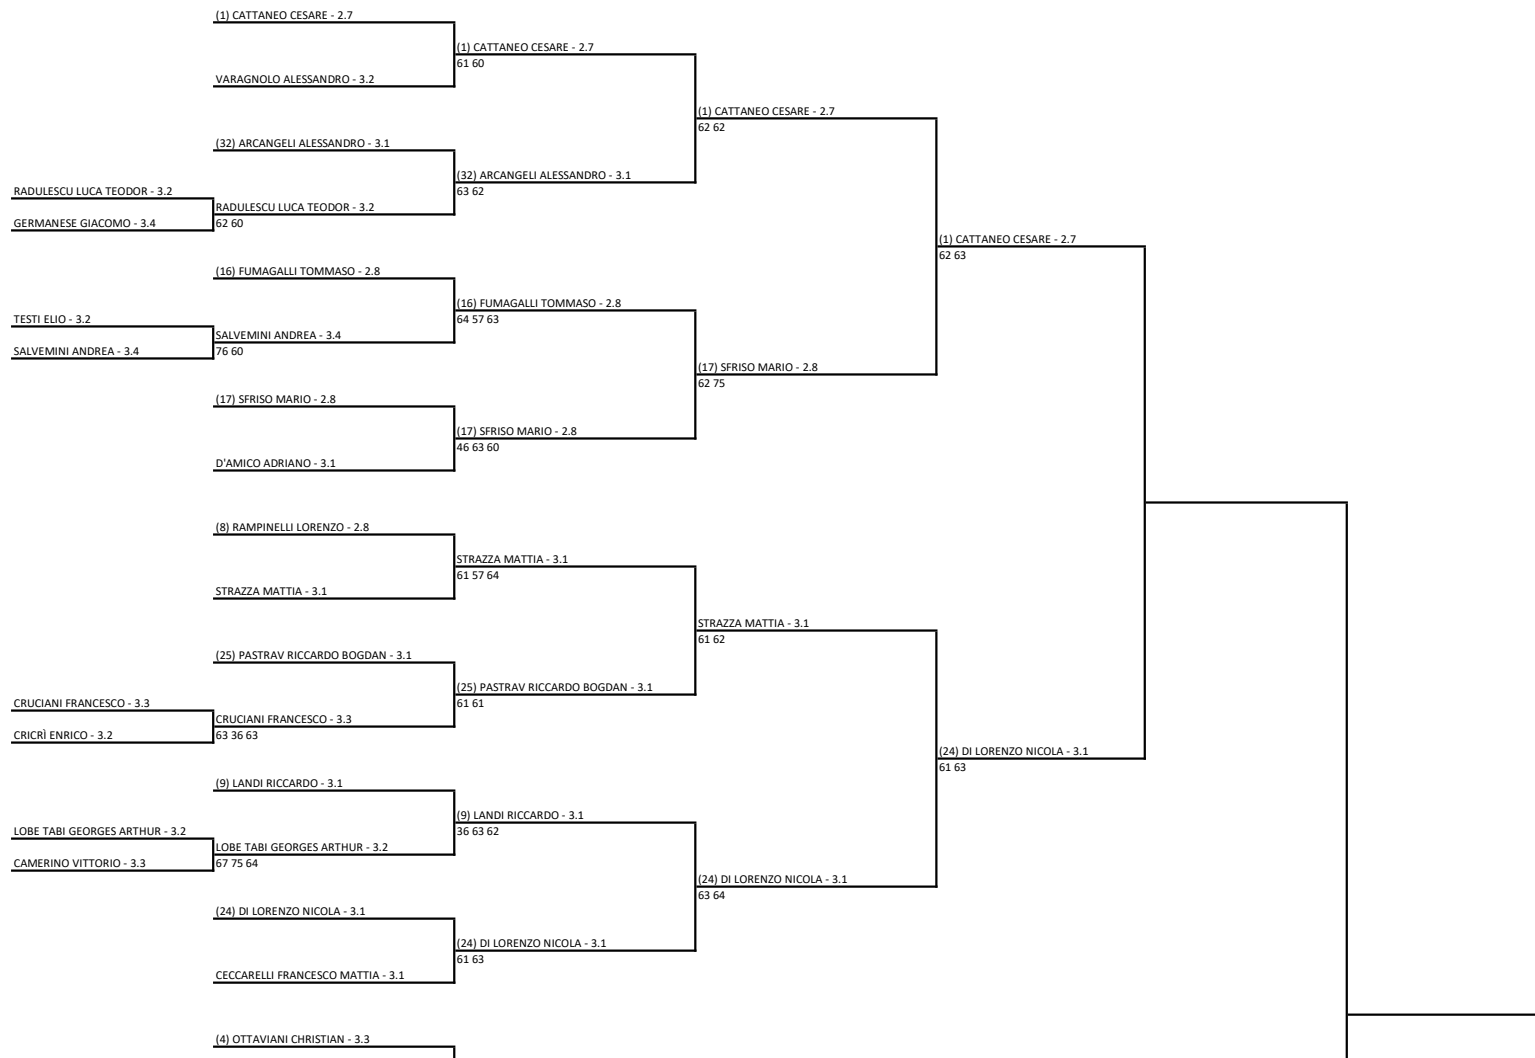 (1) CATTANEO CESARE - 2.7
(1) CATTANEO CESARE - 2.7
61 60
VARAGNOLO ALESSANDRO - 3.2
(1) CATTANEO CESARE - 2.7
62 62
(32) ARCANGELI ALESSANDRO - 3.1
(32) ARCANGELI ALESSANDRO - 3.1
63 62
RADULESCU LUCA TEODOR - 3.2
RADULESCU LUCA TEODOR - 3.2
GERMANESE GIACOMO - 3.4
62 60
(1) CATTANEO CESARE - 2.7
62 63
(16) FUMAGALLI TOMMASO - 2.8
(16) FUMAGALLI TOMMASO - 2.8
64 57 63
TESTI ELIO - 3.2
SALVEMINI ANDREA - 3.4
SALVEMINI ANDREA - 3.4
76 60
(17) SFRISO MARIO - 2.8
62 75
(17) SFRISO MARIO - 2.8
(17) SFRISO MARIO - 2.8
46 63 60
D'AMICO ADRIANO - 3.1
(8) RAMPINELLI LORENZO - 2.8
STRAZZA MATTIA - 3.1
61 57 64
STRAZZA MATTIA - 3.1
STRAZZA MATTIA - 3.1
61 62
(25) PASTRAV RICCARDO BOGDAN - 3.1
(25) PASTRAV RICCARDO BOGDAN - 3.1
61 61
CRUCIANI FRANCESCO - 3.3
CRUCIANI FRANCESCO - 3.3
CRICRÌ ENRICO - 3.2
63 36 63
(24) DI LORENZO NICOLA - 3.1
61 63
(9) LANDI RICCARDO - 3.1
(9) LANDI RICCARDO - 3.1
36 63 62
LOBE TABI GEORGES ARTHUR - 3.2
LOBE TABI GEORGES ARTHUR - 3.2
CAMERINO VITTORIO - 3.3
67 75 64
(24) DI LORENZO NICOLA - 3.1
63 64
(24) DI LORENZO NICOLA - 3.1
(24) DI LORENZO NICOLA - 3.1
61 63
CECCARELLI FRANCESCO MATTIA - 3.1
(4) OTTAVIANI CHRISTIAN - 3.3